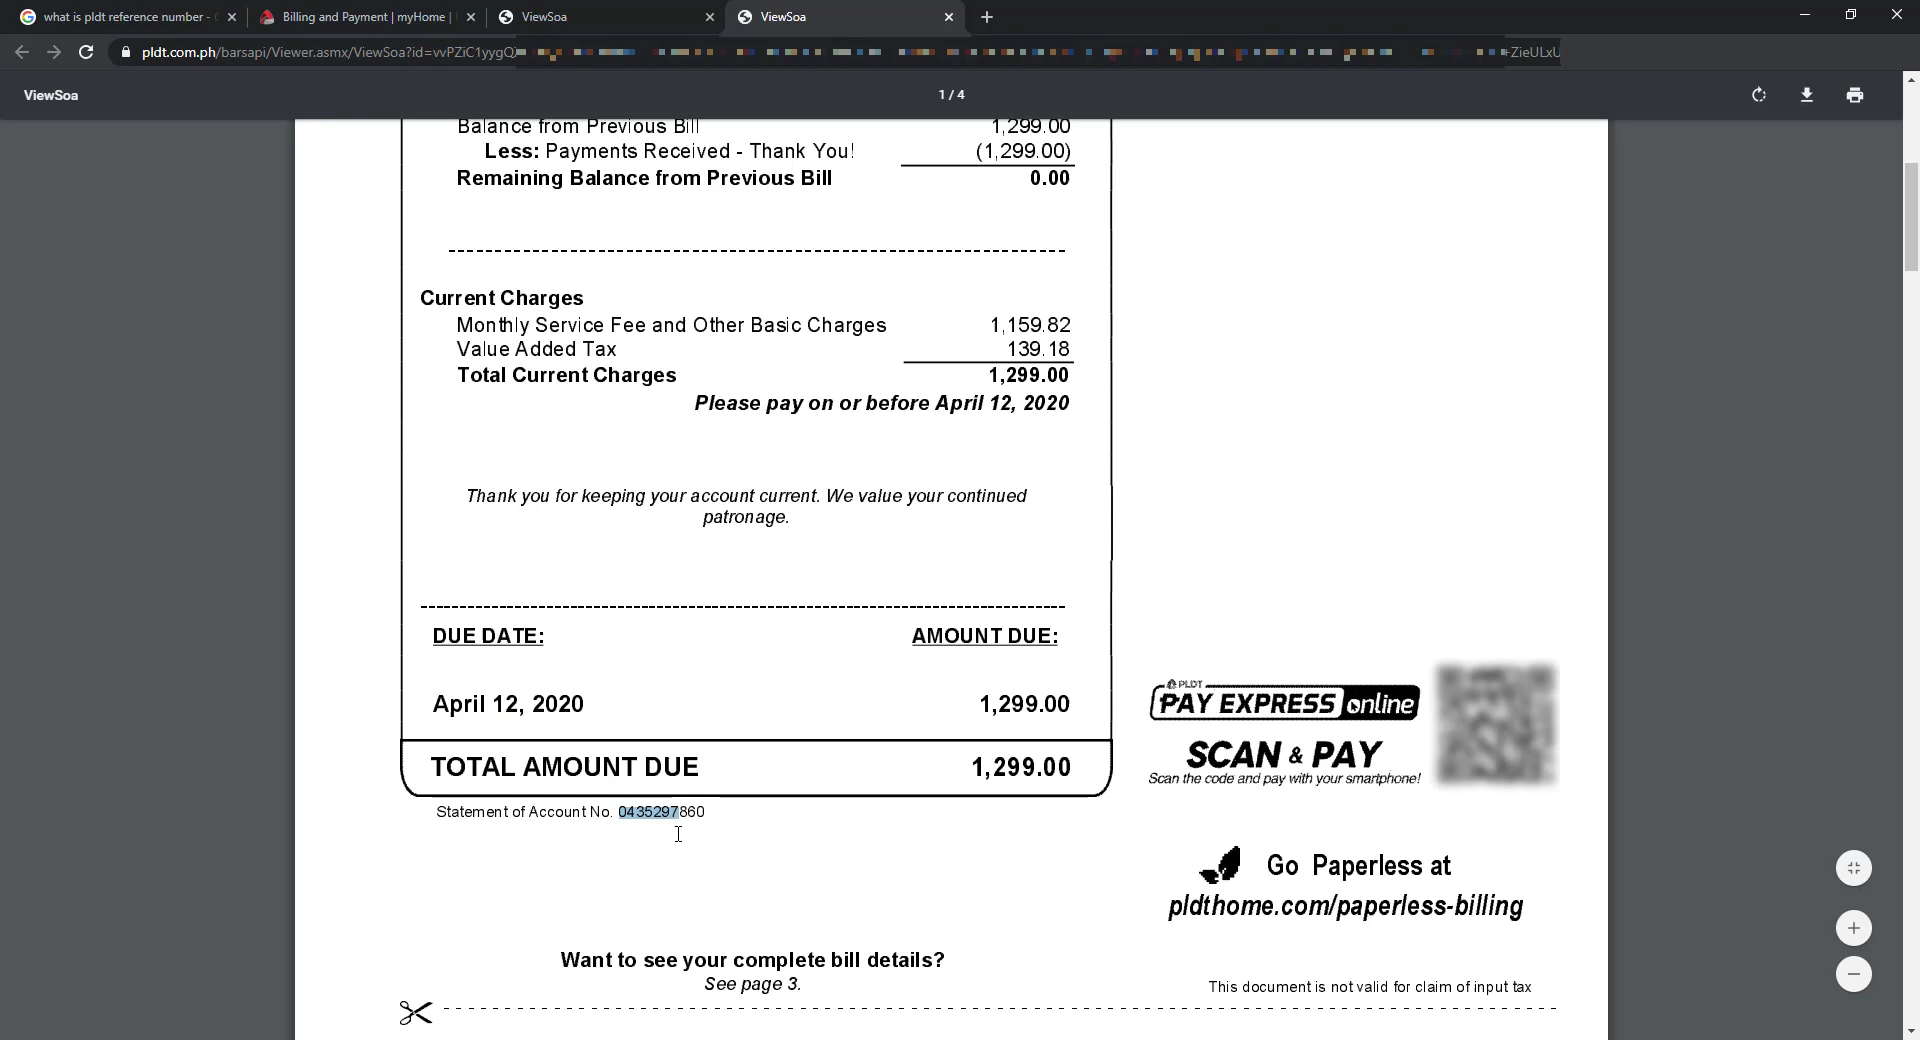 what is pldt reference number -
Billing and Payment | myHome |
ViewSoa
ViewSoa
pldt.com.ph/barsapi/Viewer.asmx/ViewSoa?id=vvPZiC1yygQ
+ZieULxU
ViewSoa
1 / 4
Balance from Previous Bill 1,299.00
Less: Payments Received - Thank You! (1,299.00)
Remaining Balance from Previous Bill 0.00
Current Charges
Monthly Service Fee and Other Basic Charges 1,159.82
Value Added Tax 139.18
Total Current Charges 1,299.00
Please pay on or before April 12, 2020
Thank you for keeping your account current. We value your continued
patronage.
DUE DATE: AMOUNT DUE:
April 12, 2020 1,299.00
TOTAL AMOUNT DUE 1,299.00
Statement of Account No. 0435297860
PLDT
PAY EXPRESS online
SCAN & PAY
Scan the code and pay with your smartphone!
Go Paperless at
pldthome.com/paperless-billing
Want to see your complete bill details?
See page 3.
This document is not valid for claim of input tax